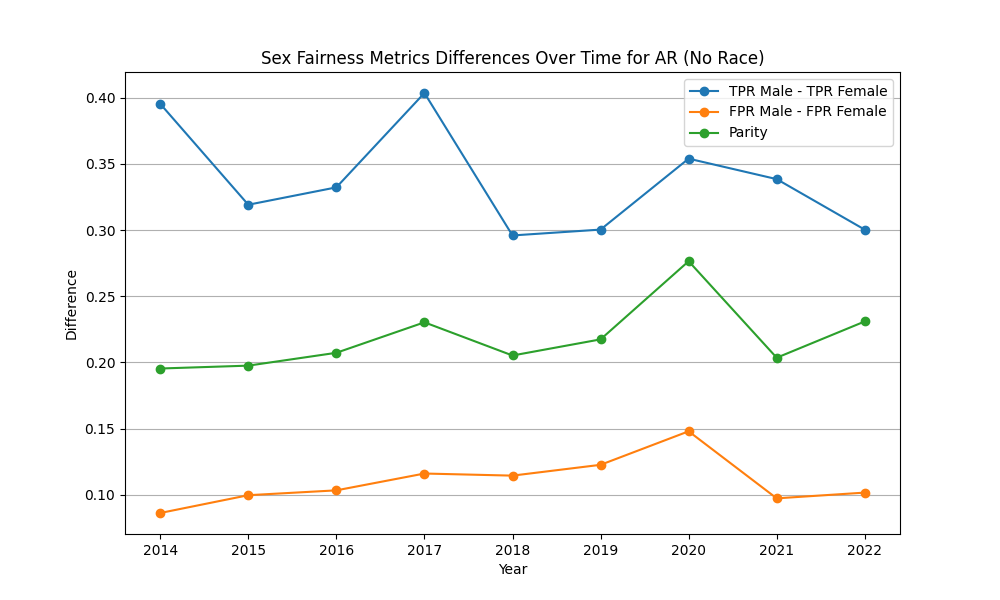 Sex Fairness Metrics Differences Over Time for AR (No Race)
TPR Male - TPR Female
FPR Male - FPR Female
Parity
0.40
0.35
0.30
0.25
0.20
0.15
0.10
Difference
2014 2015 2016 2017 2018 2019 2020 2021 2022
Year